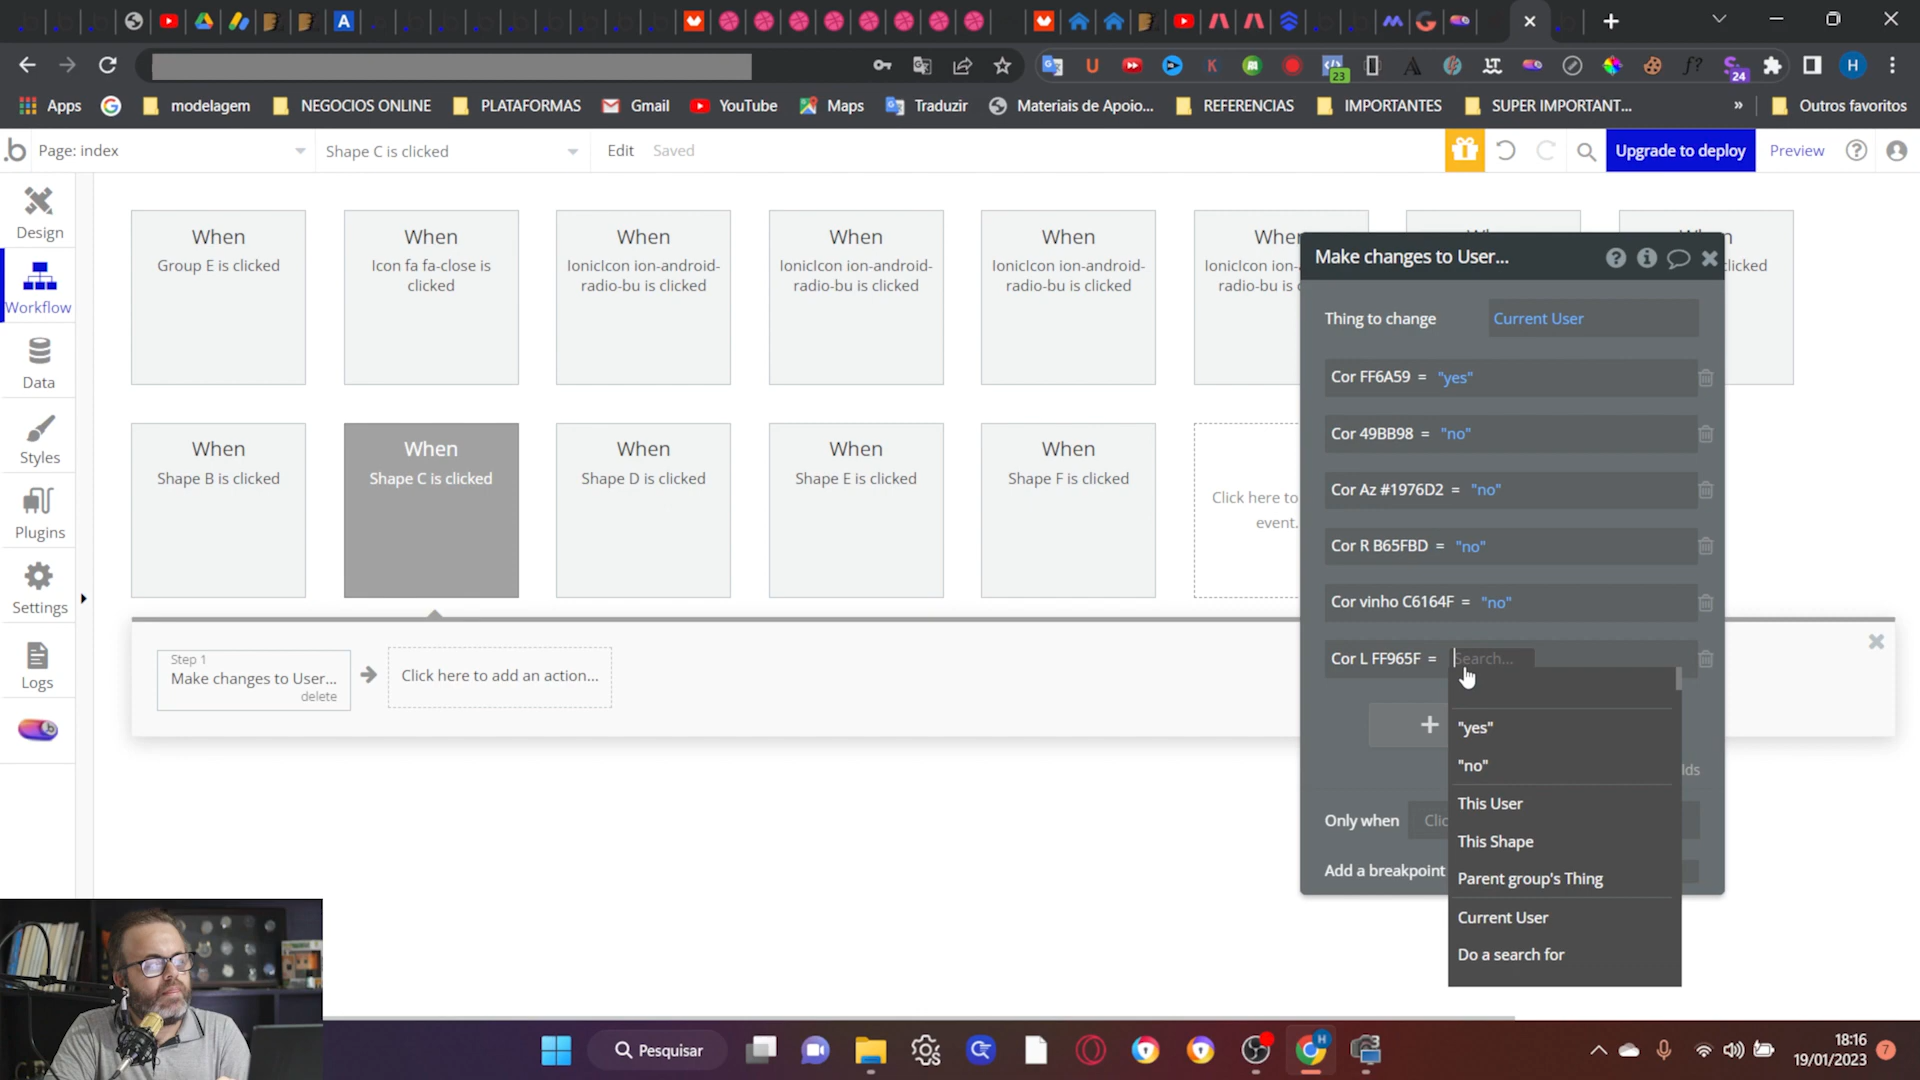 23
24
H
Apps
modelagem
NEGOCIOS ONLINE
PLATAFORMAS
Gmail
YouTube
Maps
Traduzir
Materiais de Apoio...
REFERENCIAS
IMPORTANTES
SUPER IMPORTANT...
»
Outros favoritos
.b
Page: index
Shape C is clicked
Edit
Saved
Upgrade to deploy
Preview
Design
Workflow
Data
Styles
Plugins
Settings
Logs
When
Group E is clicked
When
Icon fa fa-close is
clicked
When
IonicIcon ion-android-
radio-bu is clicked
When
IonicIcon ion-android-
radio-bu is clicked
When
IonicIcon ion-android-
radio-bu is clicked
When
Shape B is clicked
When
Shape C is clicked
When
Shape D is clicked
When
Shape E is clicked
When
Shape F is clicked
Click here to
event.
Step 1
Make changes to User...
delete
Click here to add an action...
Make changes to User...
Thing to change
Current User
Cor FF6A59 = "yes"
Cor 49BB98 = "no"
Cor Az #1976D2 = "no"
Cor R B65FBD = "no"
Cor vinho C6164F = "no"
Cor L FF965F = Search...
"yes"
"no"
This User
This Shape
Parent group's Thing
Current User
Do a search for
Only when
Clic
Add a breakpoint
Pesquisar
18:16
19/01/2023
7